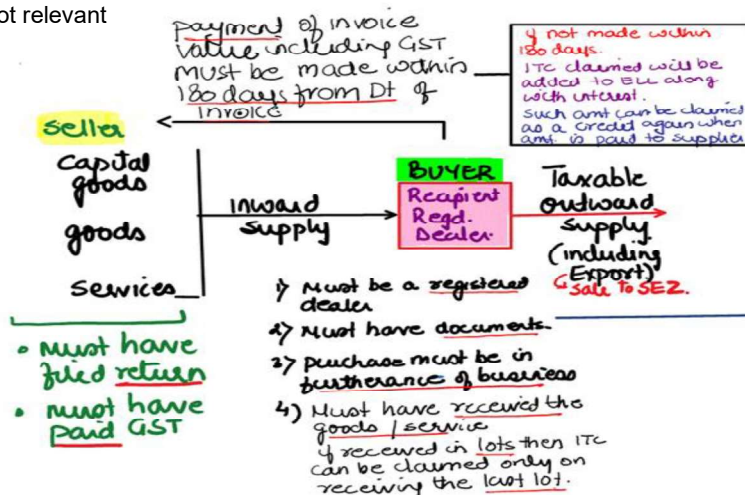 ot relevant
payment of invoice
value including GST
must be made within
180 days from Dt of
invoice
if not made within
180 days.
ITC claimed will be
added to ELL along
with interest.
such amt can be claimed
as a credit again when
amt. is paid to supplier
Seller
capital
goods
goods
services
inward
supply
BUYER
Recipient
Regd.
Dealer
Taxable
outward
supply
(including
Export)
Sale to SEZ.
• Must have
filed return
• must have
paid GST
1) Must be a registered
dealer
2) Must have documents.
3) purchase must be in
furtherance of business
4) Must have received the
goods / service
if received in lots then ITC
can be claimed only on
receiving the last lot.